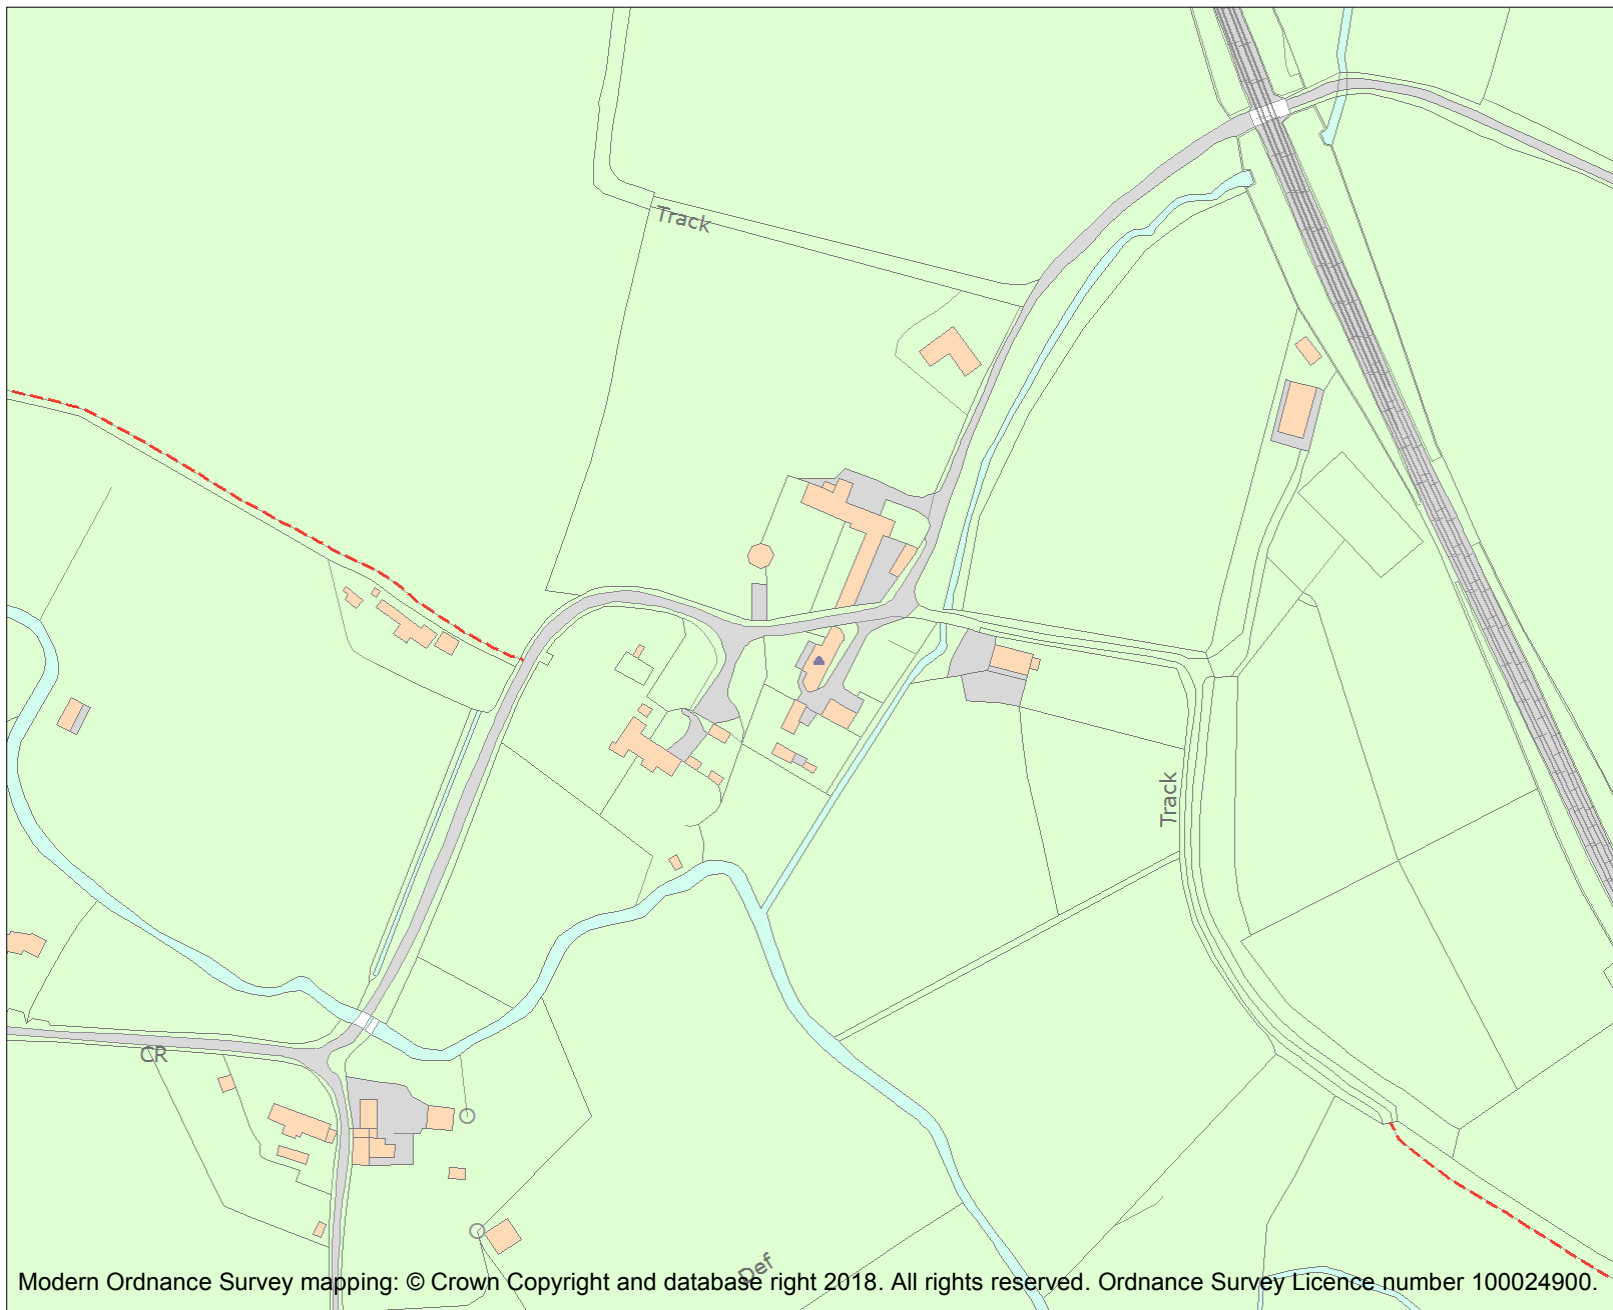 Track
Track
CR
Def
Modern Ordnance Survey mapping: © Crown Copyright and database right 2018. All rights reserved. Ordnance Survey Licence number 100024900.